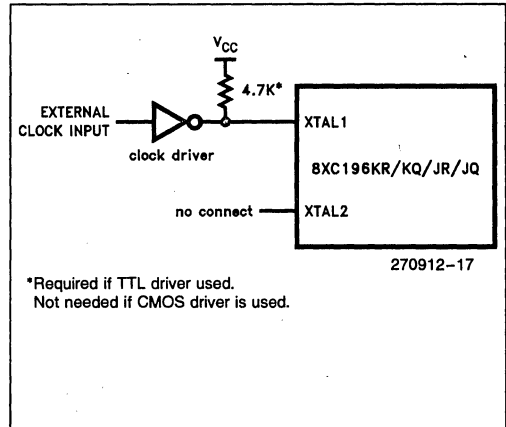 VCC
4.7K*
EXTERNAL
CLOCK INPUT
clock driver
XTAL1
8XC196KR/KQ/JR/JQ
no connect
XTAL2
270912-17
*Required if TTL driver used.
Not needed if CMOS driver is used.